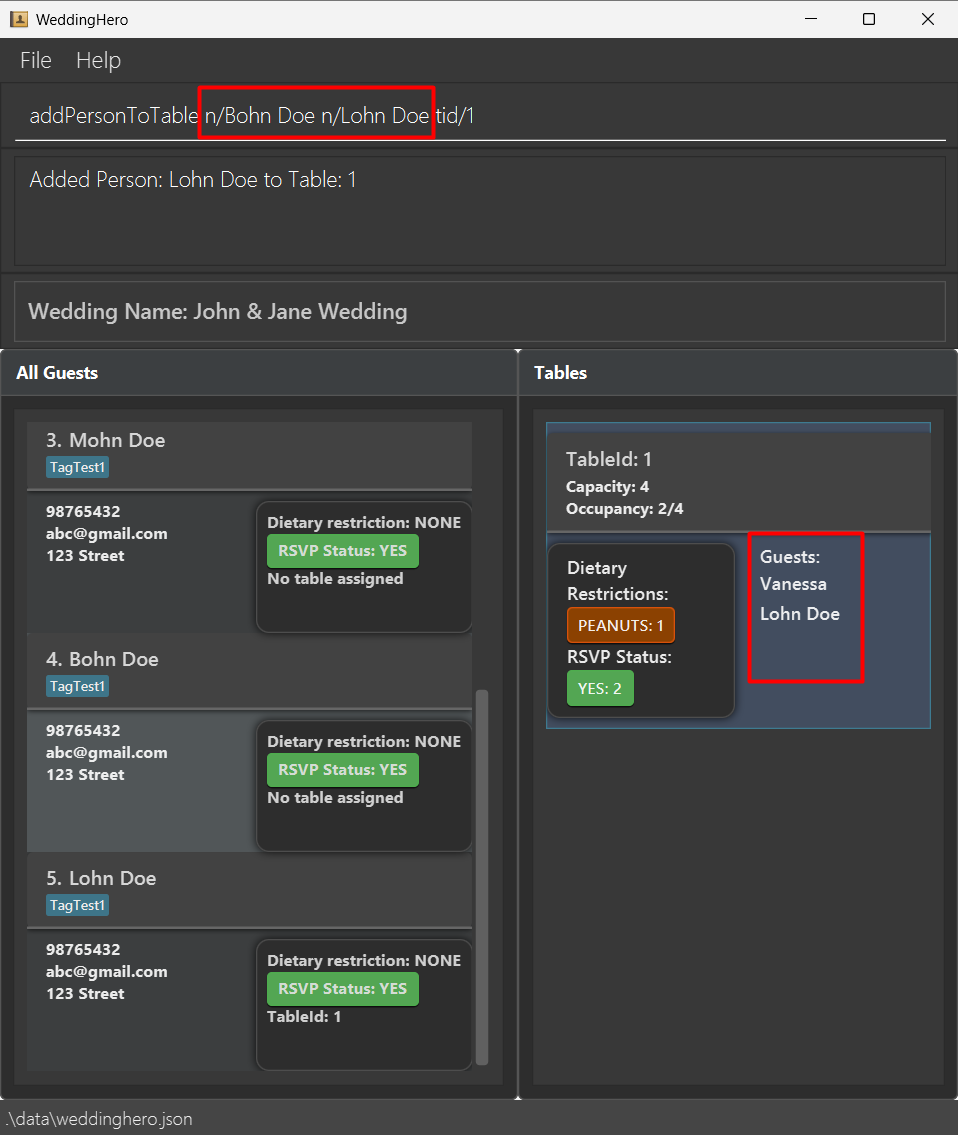 WeddingHero
File Help
addPersonToTable n/Bohn Doe n/Lohn Doe tid/1
Added Person: Lohn Doe to Table: 1
Wedding Name: John & Jane Wedding
All Guests
3. Mohn Doe
TagTest1
98765432
abc@gmail.com
123 Street
Dietary restriction: NONE
RSVP Status: YES
No table assigned
4. Bohn Doe
TagTest1
98765432
abc@gmail.com
123 Street
Dietary restriction: NONE
RSVP Status: YES
No table assigned
5. Lohn Doe
TagTest1
98765432
abc@gmail.com
123 Street
Dietary restriction: NONE
RSVP Status: YES
TableId: 1
Tables
TableId: 1
Capacity: 4
Occupancy: 2/4
Dietary
Restrictions:
PEANUTS: 1
RSVP Status:
YES: 2
Guests:
Vanessa
Lohn Doe
.\data\weddinghero.json